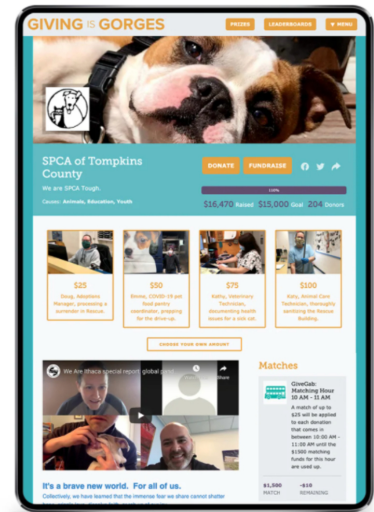 GIVING IS GORGES
PRIZES
LEADERBOARDS
▼ MENU
SPCA of Tompkins
County
We are SPCA Tough.
Causes: Animals, Education, Youth
DONATE
FUNDRAISE
110%
$16,470 Raised $15,000 Goal 204 Donors
$25
Doug, Adoptions
Manager, processing a
surrender in Rescue.
$50
COVID-19 pet
food pantry
coordinator, prepping
for the drive-up.
$75
Kathy, Veterinary
Technician,
documenting health
issues for a sick cat.
$100
Katy, Animal Care
Technician, thoroughly
sanitizing the Rescue
Building.
CHOOSE YOUR OWN AMOUNT
We Are Ithaca special report: global
Share
It's a brave new world. For all of us.
Collectively, we have learned that the immense fear we share cannot shatter
Matches
GiveGab:
Matching Hour
10 AM - 11 AM
A match of up to
$25 will be applied
to each donation
that comes in
between 10:00 AM -
11:00 AM until the
$1500 matching
funds for this hour
are used up.
$1,500
MATCH
-$10
REMAINING